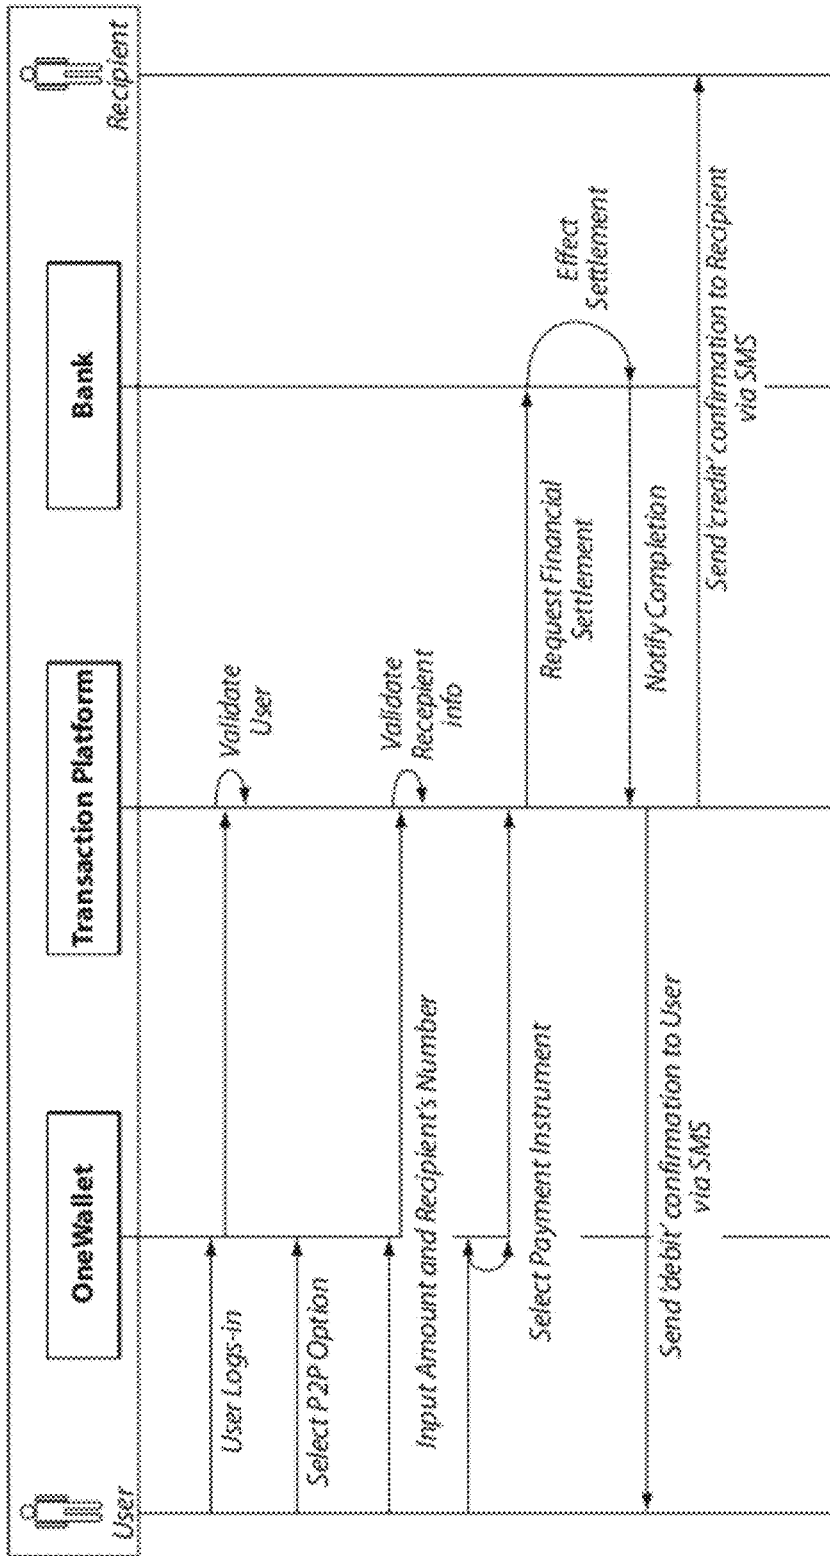 User
OneWallet
Transaction Platform
Bank
Recipient
User Logs-in
Validate
User
Select P2P Option
Input Amount and Recipient's Number
Validate
Recepient
info
Select Payment Instrument
Request Financial
Settlement
Effect
Settlement
Notify Completion
Send 'debit' confirmation to User
via SMS
Send 'credit' confirmation to Recipient
via SMS